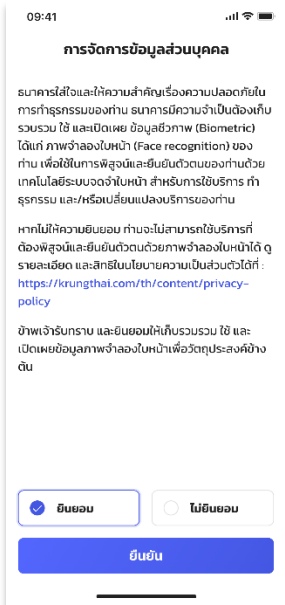 09:41
การจัดการข้อมูลส่วนบุคคล
ธนาคารใส่ใจและให้ความสำคัญเรื่องความปลอดภัยใน
การทำธุรกรรมของท่าน ธนาคารมีความจำเป็นต้องเก็บ
รวบรวม ใช้ และเปิดเผย ข้อมูลชีวภาพ (Biometric)
ได้แก่ ภาพจำลองใบหน้า (Face recognition) ของ
ท่าน เพื่อใช้ในการพิสูจน์และยืนยันตัวตนของท่านด้วย
เทคโนโลยีระบบจดจำใบหน้า สำหรับการใช้บริการ ทำ
ธุรกรรม และ/หรือเปลี่ยนแปลงบริการของท่าน
หากไม่ให้ความยินยอม ท่านจะไม่สามารถใช้บริการที่
ต้องพิสูจน์และยืนยันตัวตนด้วยภาพจำลองใบหน้าได้ ดู
รายละเอียด และสิทธิในนโยบายความเป็นส่วนตัวได้ที่ :
https://krungthai.com/th/content/privacy-
policy
ข้าพเจ้ารับทราบ และยินยอมให้เก็บรวบรวม ใช้ และ
เปิดเผยข้อมูลภาพจำลองใบหน้าเพื่อวัตถุประสงค์ข้าง
ต้น
ยินยอม
ไม่ยินยอม
ยืนยัน